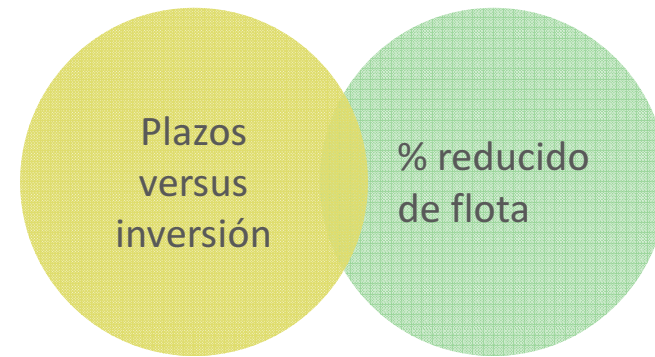 Plazos
versus
inversión
% reducido
de flota